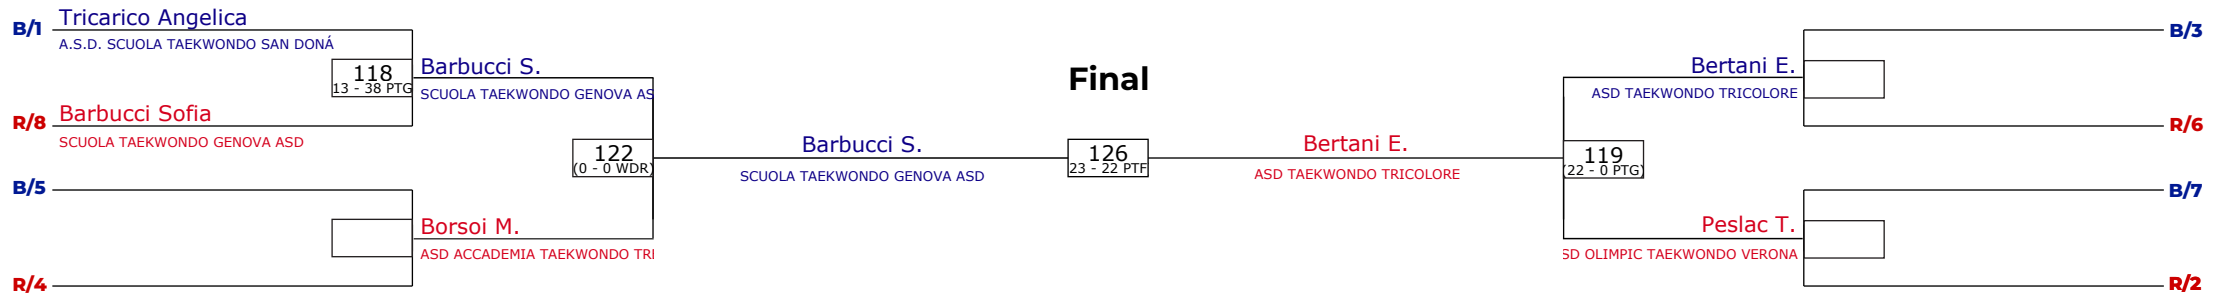 B/1
Tricarico Angelica
A.S.D. SCUOLA TAEKWONDO SAN DONÁ
118
13 - 38 PTG
R/8
Barbucci Sofia
SCUOLA TAEKWONDO GENOVA ASD
Barbucci S.
SCUOLA TAEKWONDO GENOVA AS
122
(0 - 0 WDR)
B/5
R/4
Borsoi M.
ASD ACCADEMIA TAEKWONDO TRI
Barbucci S.
SCUOLA TAEKWONDO GENOVA ASD
Final
126
23 - 22 PTF
Bertani E.
ASD TAEKWONDO TRICOLORE
Bertani E.
ASD TAEKWONDO TRICOLORE
119
(22 - 0 PTG)
Peslac T.
SD OLIMPIC TAEKWONDO VERONA
B/3
R/6
B/7
R/2